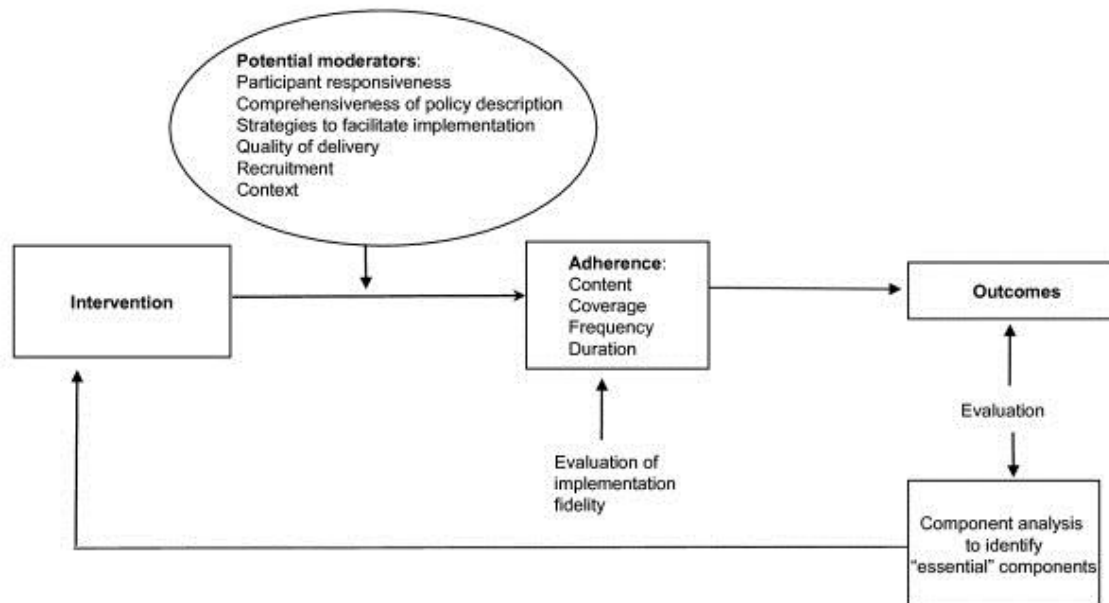 Potential moderators:
Participant responsiveness
Comprehensiveness of policy description
Strategies to facilitate implementation
Quality of delivery
Recruitment
Context
Intervention
Adherence:
Content
Coverage
Frequency
Duration
Outcomes
Evaluation
Evaluation of
implementation
fidelity
Component analysis
to identify
"essential" components